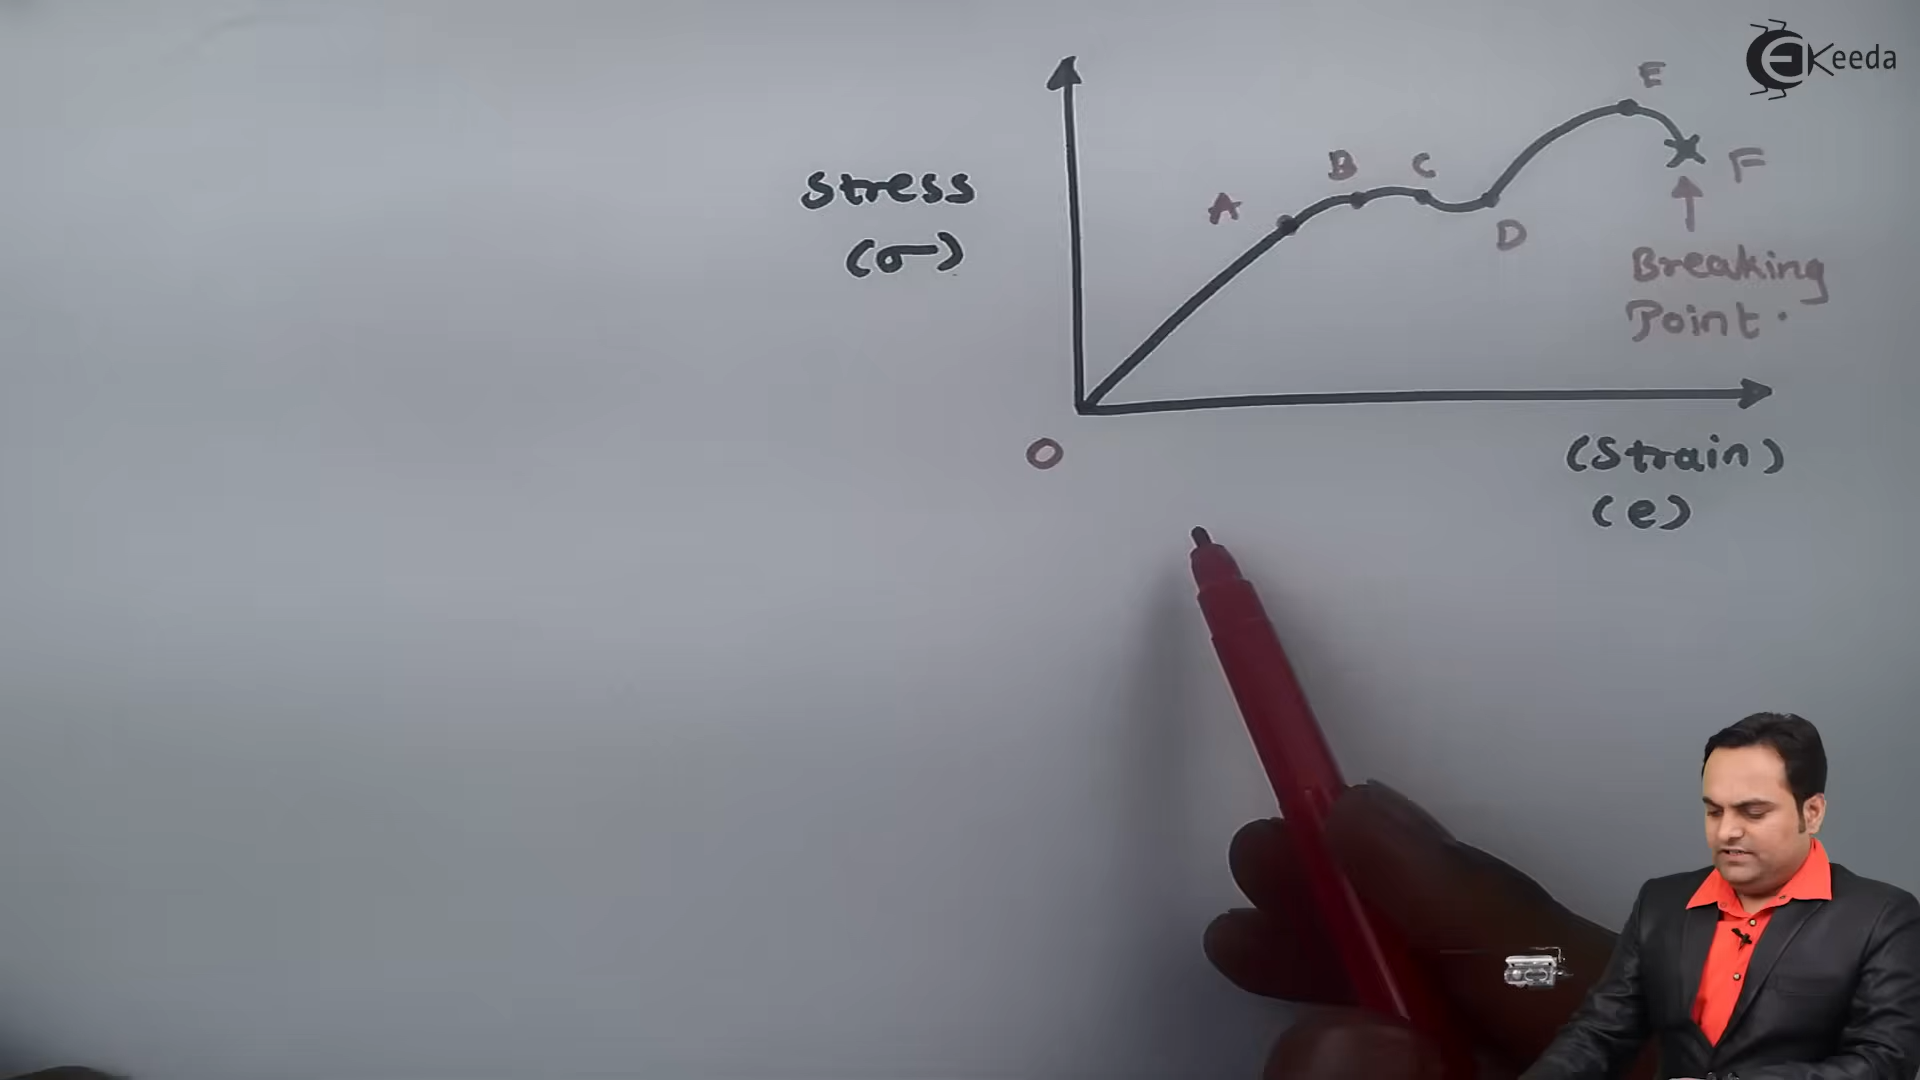 EKeeda
E
B
C
F
Stress
A
(σ)
D
Breaking
Point.
O
(Strain)
(e)